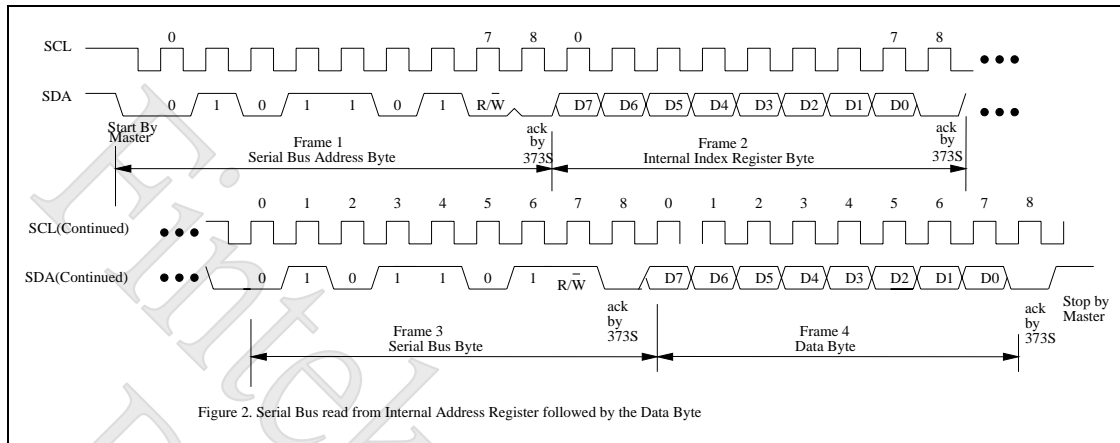 SCL 0 7 8 0 7 8
SDA 0 1 0 1 1 0 1 R/W D7 D6 D5 D4 D3 D2 D1 D0
Start By
Master
ack
by
373S
ack
by
373S
Frame 1
Serial Bus Address Byte
Frame 2
Internal Index Register Byte
0 1 2 3 4 5 6 7 8 0 1 2 3 4 5 6 7 8
SCL(Continued)
SDA(Continued) 0 1 0 1 1 0 1 R/W D7 D6 D5 D4 D3 D2 D1 D0
ack
by
373S
ack
by
373S
Stop by
Master
Frame 3
Serial Bus Byte
Frame 4
Data Byte
Figure 2. Serial Bus read from Internal Address Register followed by the Data Byte
Fintek